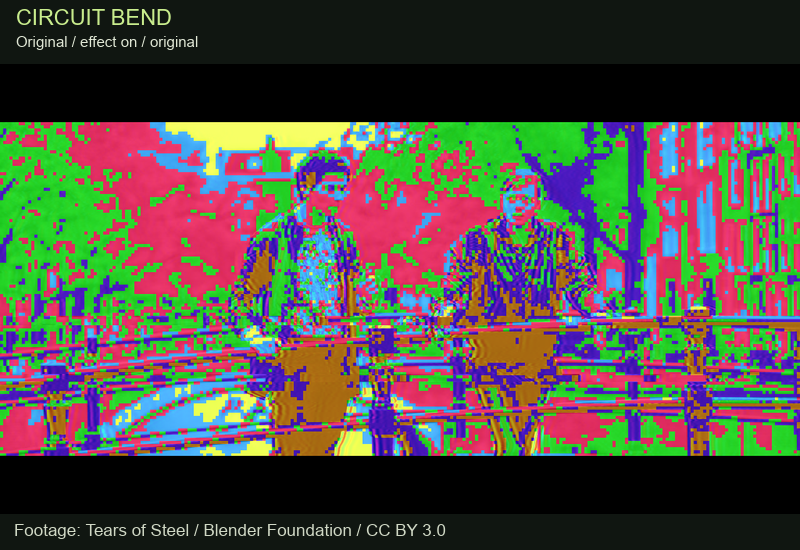 CIRCUIT BEND
Original / effect on / original
Footage: Tears of Steel / Blender Foundation / CC BY 3.0